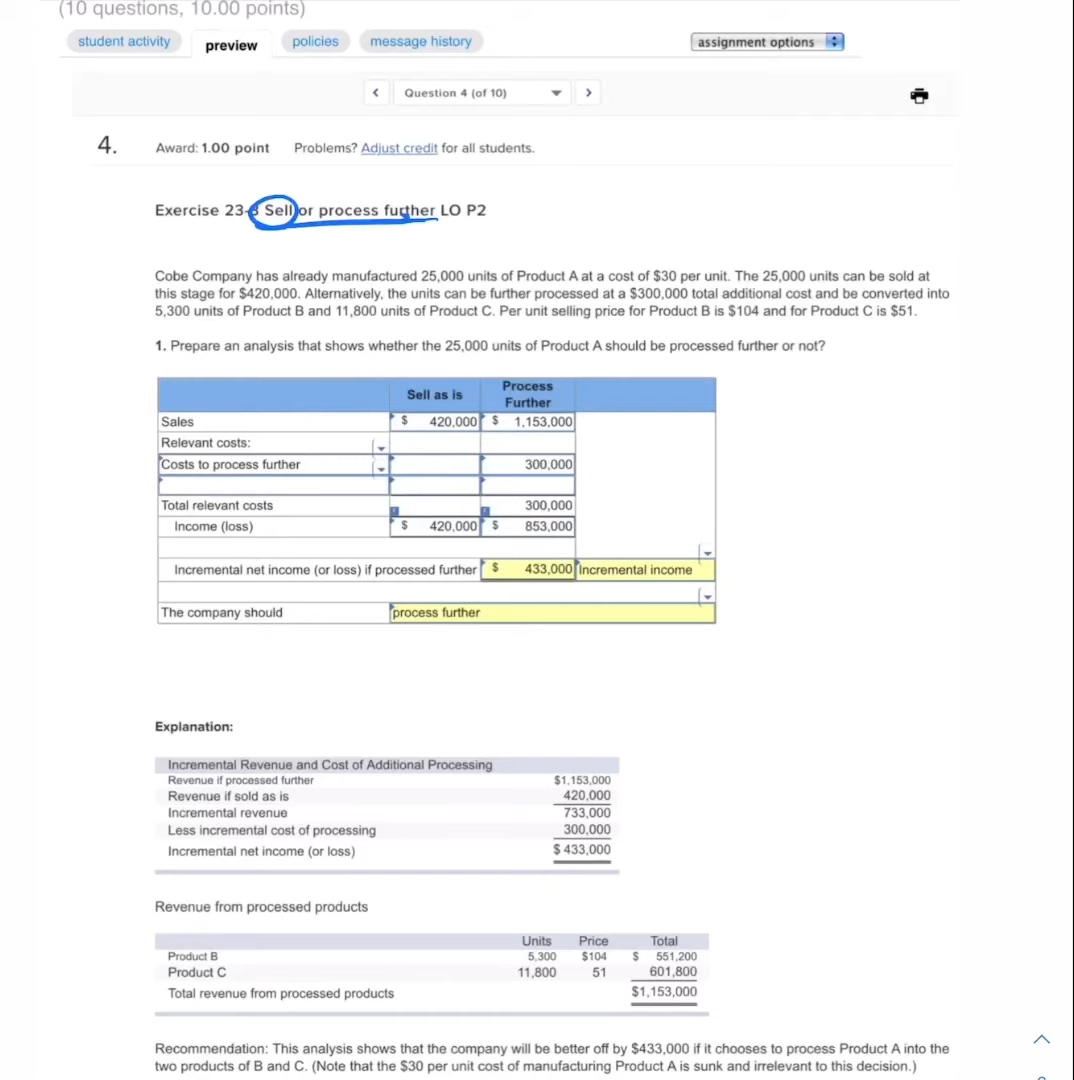 (10 questions, 10.00 points)
student activity preview policies message history assignment options
Question 4 (of 10)
4. Award: 1.00 point Problems? Adjust credit for all students.
Exercise 23-3 Sell or process further LO P2
Cobe Company has already manufactured 25,000 units of Product A at a cost of $30 per unit. The 25,000 units can be sold at
this stage for $420,000. Alternatively, the units can be further processed at a $300,000 total additional cost and be converted into
5,300 units of Product B and 11,800 units of Product C. Per unit selling price for Product B is $104 and for Product C is $51.
1. Prepare an analysis that shows whether the 25,000 units of Product A should be processed further or not?
Sell as is Process Further
Sales $ 420,000 $ 1,153,000
Relevant costs:
Costs to process further 300,000
Total relevant costs 300,000
Income (loss) $ 420,000 $ 853,000
Incremental net income (or loss) if processed further $ 433,000 Incremental income
The company should process further
Explanation:
Incremental Revenue and Cost of Additional Processing
Revenue if processed further $1,153,000
Revenue if sold as is 420,000
Incremental revenue 733,000
Less incremental cost of processing 300,000
Incremental net income (or loss) $ 433,000
Revenue from processed products
Units Price Total
Product B 5,300 $104 $ 551,200
Product C 11,800 51 601,800
Total revenue from processed products $1,153,000
Recommendation: This analysis shows that the company will be better off by $433,000 if it chooses to process Product A into the
two products of B and C. (Note that the $30 per unit cost of manufacturing Product A is sunk and irrelevant to this decision.)